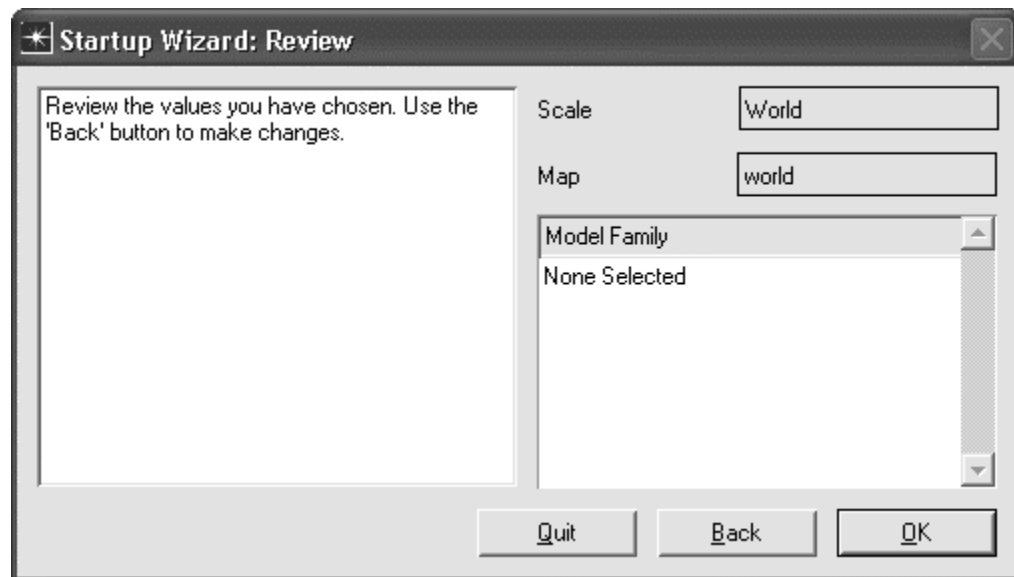 Startup Wizard: Review
Review the values you have chosen. Use the
'Back' button to make changes.
Scale
World
Map
world
Model Family
None Selected
Quit
Back
OK